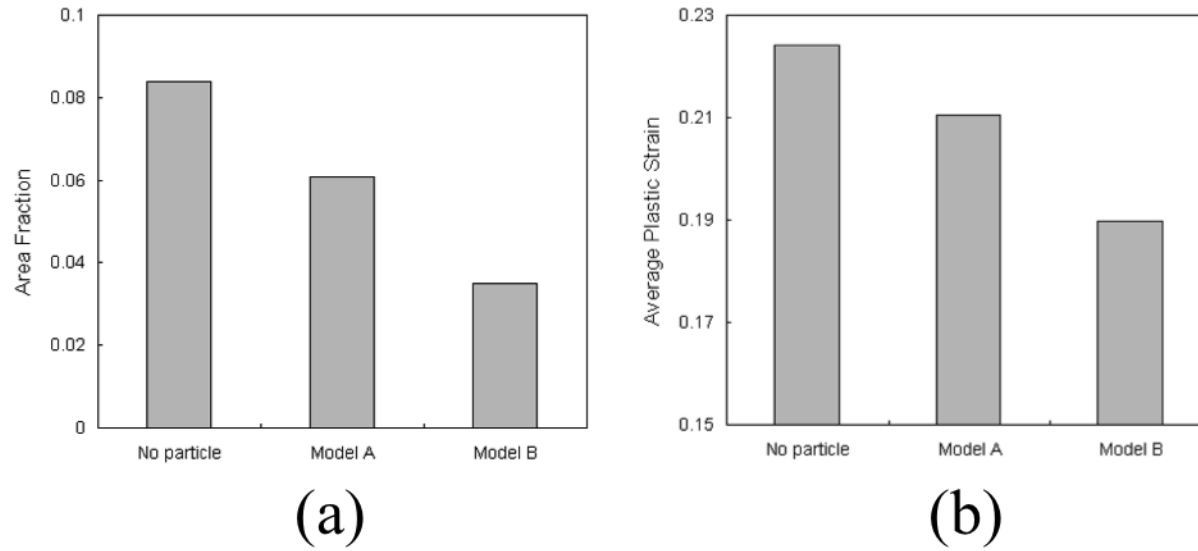 0.1
0.08
0.06
0.04
0.02
0
Area Fraction
No particle Model A Model B
(a)
0.23
0.21
0.19
0.17
0.15
Average Plastic Strain
No particle Model A Model B
(b)